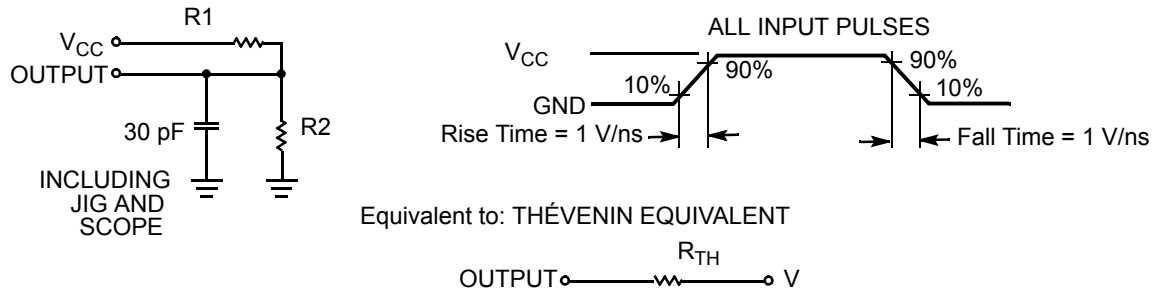 R1
VCC
OUTPUT
30 pF
R2
INCLUDING
JIG AND
SCOPE
ALL INPUT PULSES
VCC
GND
10%
90%
90%
10%
Rise Time = 1 V/ns
Fall Time = 1 V/ns
Equivalent to: THÉVENIN EQUIVALENT
RTH
OUTPUT
V